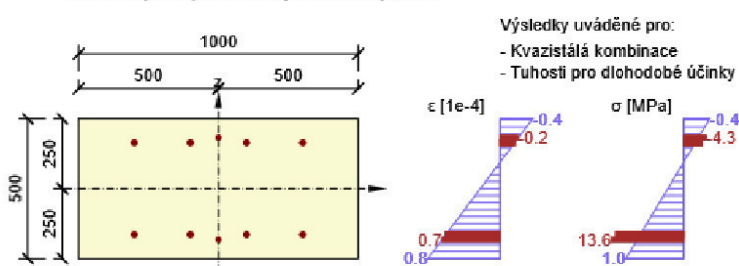 Výsledky uváděné pro:
- Kvazistálá kombinace
- Tuhosti pro dlohodobé účinky
1000
500 500
z
ε [1e-4] σ [MPa]
-0.4 -0.4
-0.2 -4.3
500
250
250
0.7 13.6
0.8 1.0